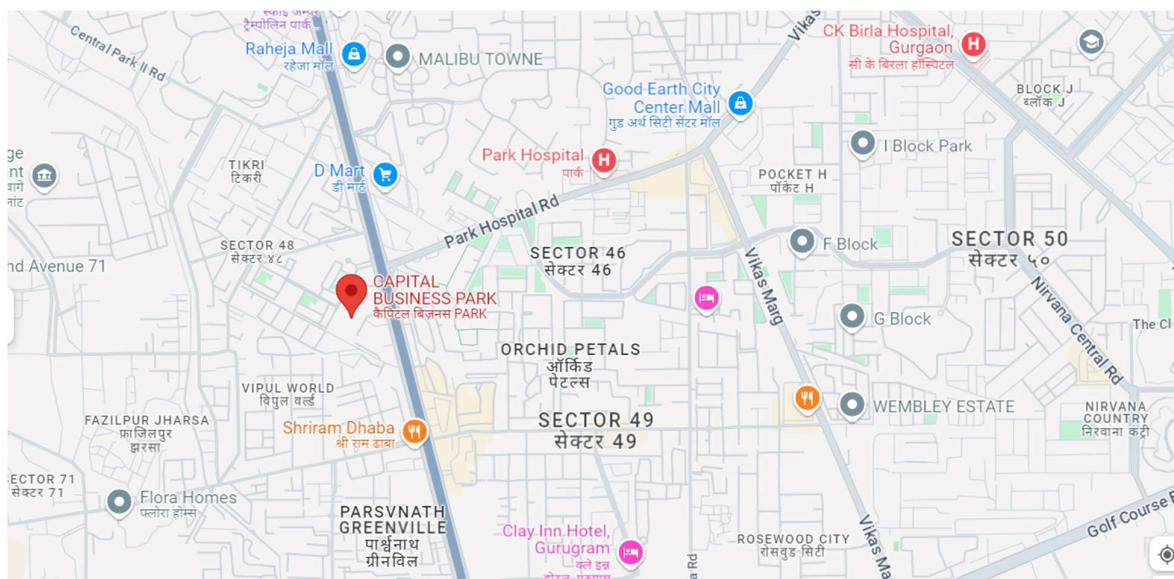 ट्रैम्पोलिन पार्क...
Central Park II Rd
Raheja Mall
रहेजा मॉल
MALIBU TOWNE
Vikas
CK Birla Hospital,
Gurgaon
सी के बिरला हॉस्पिटल
Good Earth City
Center Mall
गुड अर्थ सिटी सेंटर मॉल
BLOCK J
ब्लॉक J
I Block Park
Park Hospital
पार्क
TIKRI
टिकरी
D Mart
डी मार्ट
POCKET H
पॉकेट H
Park Hospital Rd
SECTOR 48
सेक्टर ४८
SECTOR 46
सेक्टर 46
F Block
SECTOR 50
सेक्टर ५०
nd Avenue 71
CAPITAL
BUSINESS PARK
कैपिटल बिज़नस PARK
Vikas Marg
G Block
Nirvana Central Rd
The Cl
ORCHID PETALS
ऑर्किड
पेटल्स
VIPUL WORLD
विपुल वर्ल्ड
WEMBLEY ESTATE
NIRVANA
COUNTRY
निरवाना कंट्री
FAZILPUR JHARSA
फ़ाजिलपुर
झरसा
Shriram Dhaba
श्री राम ढाबा
SECTOR 49
सेक्टर 49
SECTOR 71
सेक्टर 71
Flora Homes
फ्लोरा होम्स
PARSVNATH
GREENVILLE
पार्श्वनाथ
ग्रीनविल
Clay Inn Hotel,
Gurugram
क्ले इन्न
ROSEWOOD CITY
रोसवुड सिटी
Vikas Marg
Golf Course